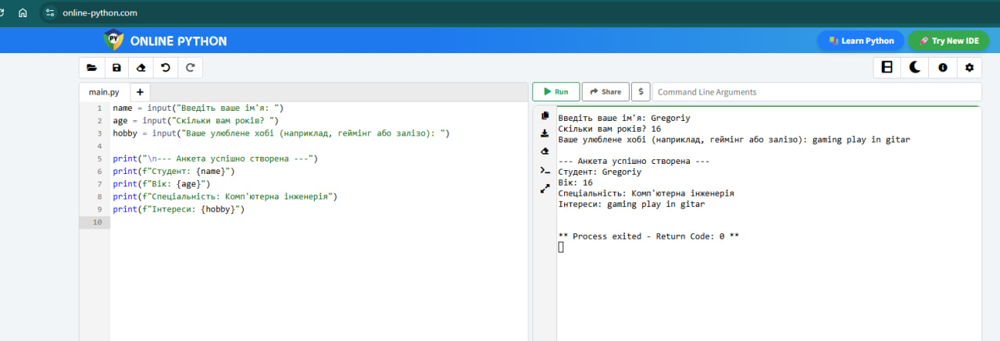 online-python.com
PY ONLINE PYTHON
Learn Python
Try New IDE
main.py
+
1 name = input("Введіть ваше ім'я: ")
2 age = input("Скільки вам років? ")
3 hobby = input("Ваше улюблене хобі (наприклад, геймінг або залізо): ")
4
5 print("\n--- Анкета успішно створена ---")
6 print(f"Студент: {name}")
7 print(f"Вік: {age}")
8 print(f"Спеціальність: Комп'ютерна інженерія")
9 print(f"Інтереси: {hobby}")
10
Run
Share
$
Command Line Arguments
Введіть ваше ім'я: Gregoriy
Скільки вам років? 16
Ваше улюблене хобі (наприклад, геймінг або залізо): gaming play in gitar
--- Анкета успішно створена ---
Студент: Gregoriy
Вік: 16
Спеціальність: Комп'ютерна інженерія
Інтереси: gaming play in gitar
** Process exited - Return Code: 0 **